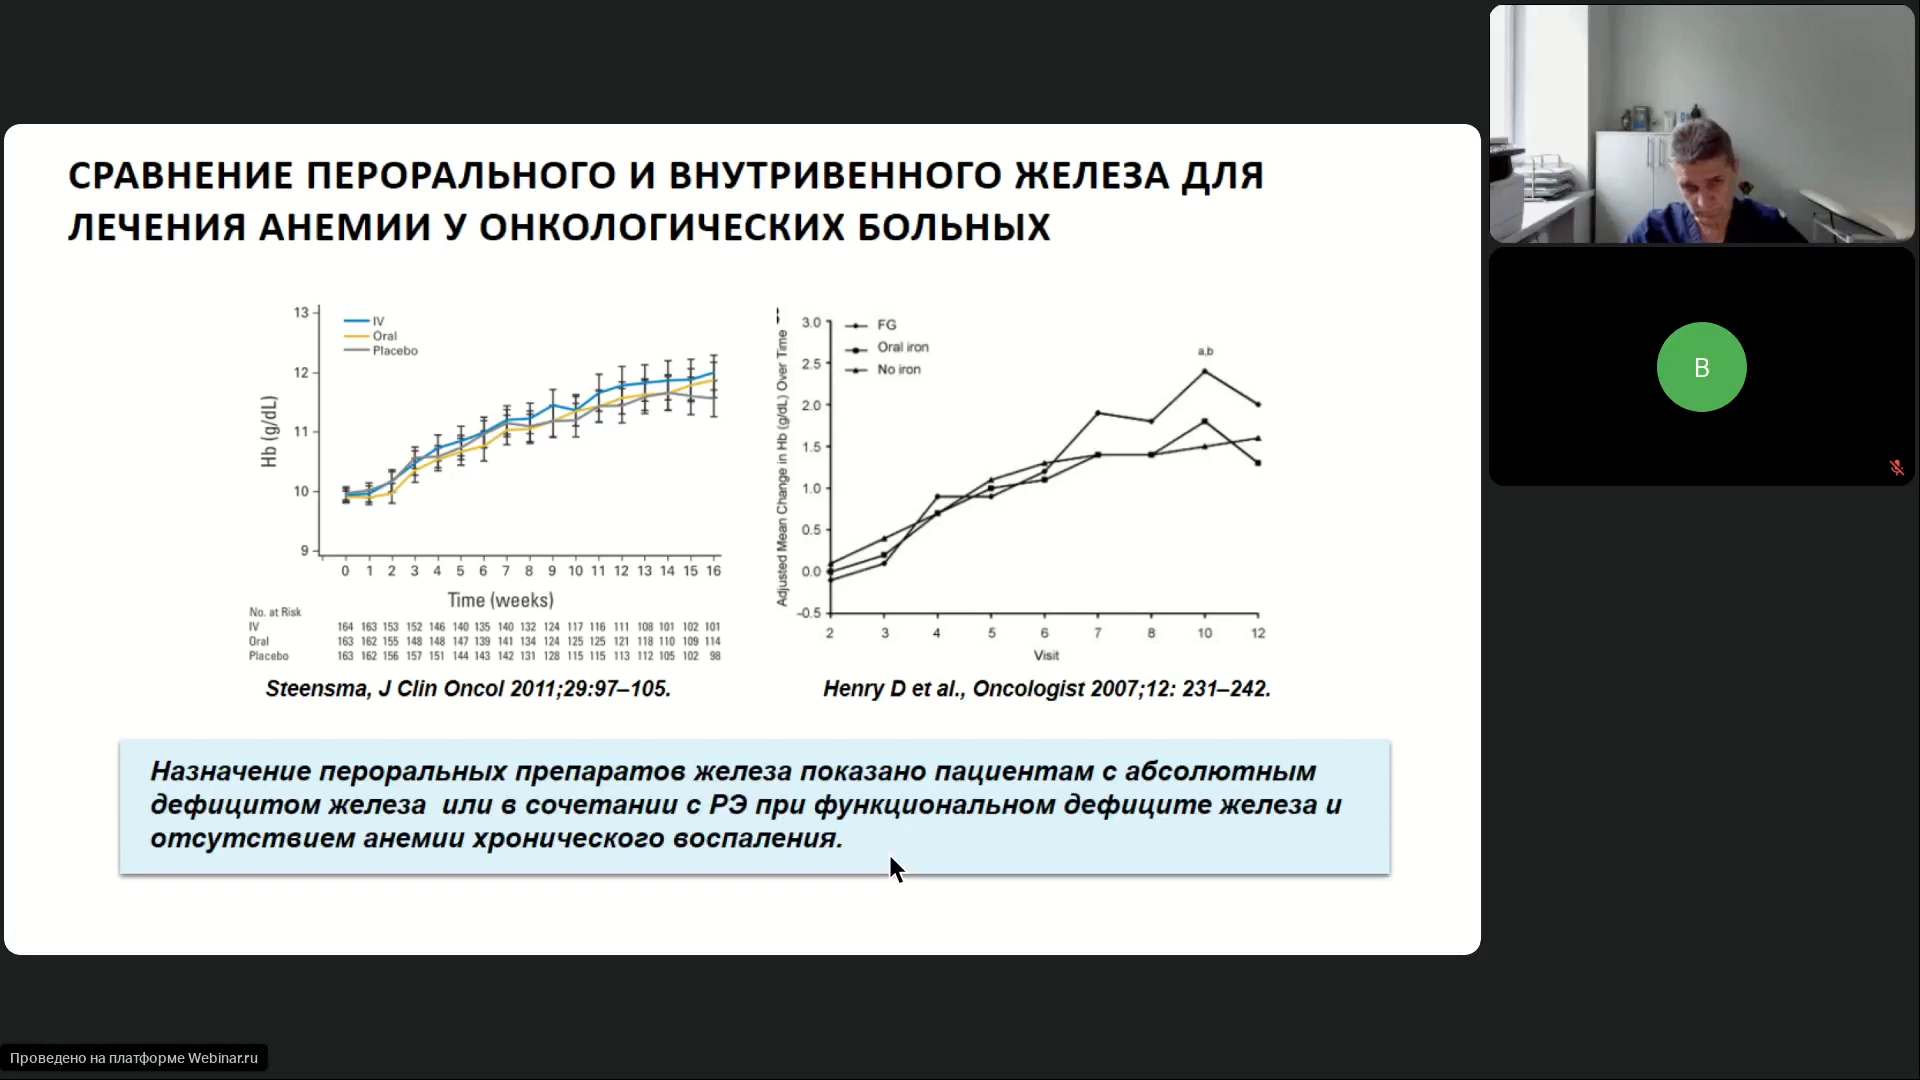 СРАВНЕНИЕ ПЕРОРАЛЬНОГО И ВНУТРИВЕННОГО ЖЕЛЕЗА ДЛЯ
ЛЕЧЕНИЯ АНЕМИИ У ОНКОЛОГИЧЕСКИХ БОЛЬНЫХ
13
12
11
10
9
Hb (g/dL)
IV
Oral
Placebo
0 1 2 3 4 5 6 7 8 9 10 11 12 13 14 15 16
Time (weeks)
No. at Risk
IV 164 163 153 152 146 140 135 140 132 124 117 116 111 108 101 102 101
Oral 163 162 155 148 148 147 139 141 134 124 125 125 121 118 110 109 114
Placebo 163 162 156 157 151 144 143 142 131 128 115 115 113 112 105 102 98
Steensma, J Clin Oncol 2011;29:97–105.
Adjusted Mean Change in Hb (g/dL) Over Time
3.0
2.5
2.0
1.5
1.0
0.5
0.0
-0.5
FG
Oral iron
No iron
a,b
2 3 4 5 6 7 8 10 12
Visit
Henry D et al., Oncologist 2007;12: 231–242.
Назначение пероральных препаратов железа показано пациентам с абсолютным
дефицитом железа или в сочетании с РЭ при функциональном дефиците железа и
отсутствием анемии хронического воспаления.
В
Проведено на платформе Webinar.ru